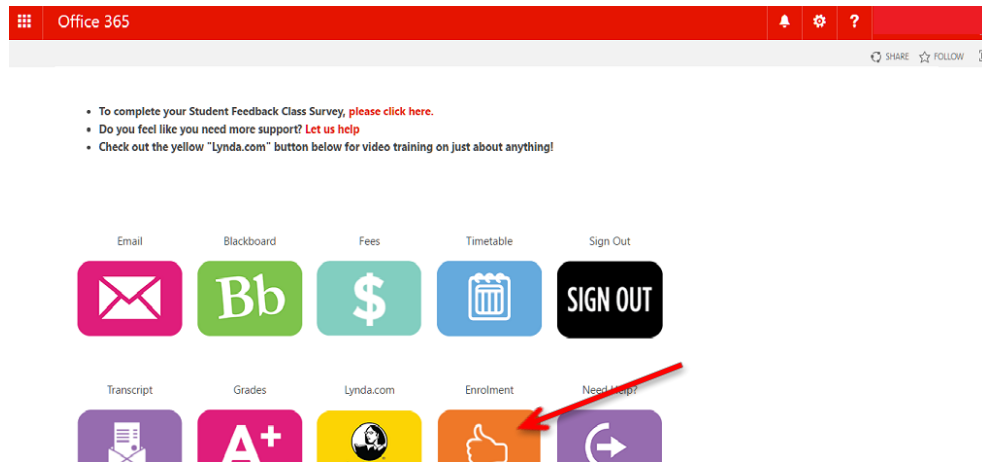 Office 365
?
SHARE FOLLOW
• To complete your Student Feedback Class Survey, please click here.
• Do you feel like you need more support? Let us help
• Check out the yellow "Lynda.com" button below for video training on just about anything!
Email Blackboard Fees Timetable Sign Out
Bb $ SIGN OUT
Transcript Grades Lynda.com Enrolment Need Help?
A+